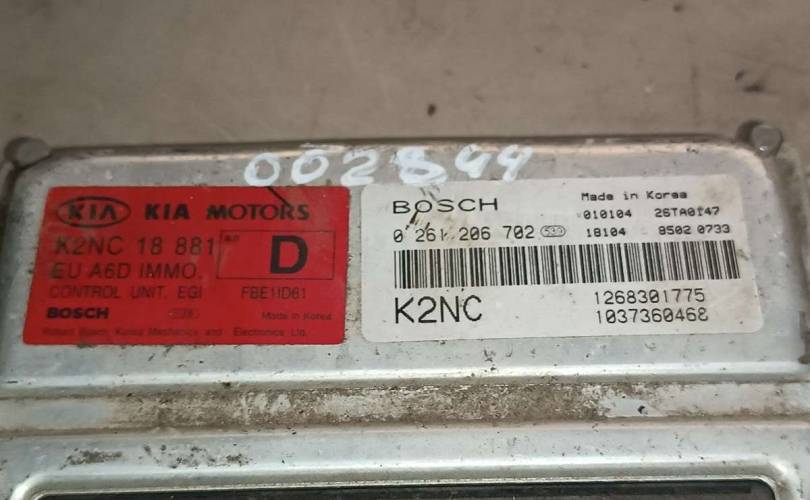 002844
KIA KIA MOTORS
K2NC 18 881
D
EU A6D IMMO.
CONTROL UNIT. EGI FBE11D61
BOSCH Made in Korea
Robert Bosch Korea Mechanics and Electronics Ltd.
BOSCH Made in Korea
010104 26TA0147
0 261 206 702 18104 8502 0733
K2NC 1268301775
1037360468